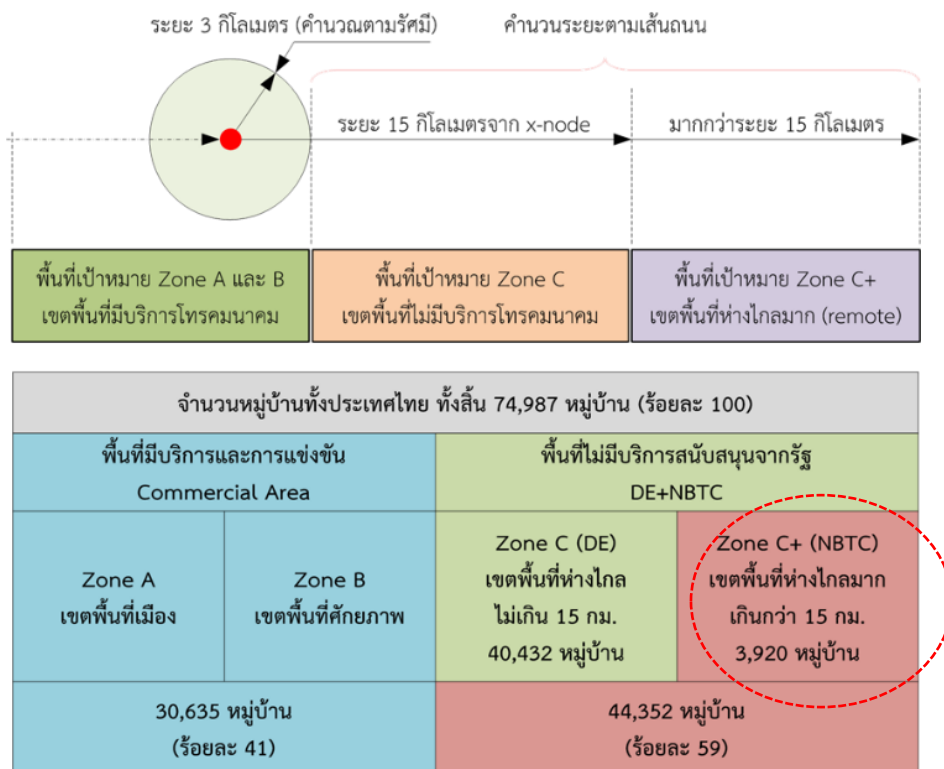 ระยะ 3 กิโลเมตร (คำนวณตามรัศมี)
คำนวนระยะตามเส้นถนน
ระยะ 15 กิโลเมตรจาก x-node
มากกว่าระยะ 15 กิโลเมตร
พื้นที่เป้าหมาย Zone A และ B
เขตพื้นที่มีบริการโทรคมนาคม
พื้นที่เป้าหมาย Zone C
เขตพื้นที่ไม่มีบริการโทรคมนาคม
พื้นที่เป้าหมาย Zone C+
เขตพื้นที่ห่างไกลมาก (remote)
จำนวนหมู่บ้านทั้งประเทศไทย ทั้งสิ้น 74,987 หมู่บ้าน (ร้อยละ 100)
พื้นที่มีบริการและการแข่งขัน
Commercial Area
พื้นที่ไม่มีบริการสนับสนุนจากรัฐ
DE+NBTC
Zone A
เขตพื้นที่เมือง
Zone B
เขตพื้นที่ศักยภาพ
Zone C (DE)
เขตพื้นที่ห่างไกล
ไม่เกิน 15 กม.
40,432 หมู่บ้าน
Zone C+ (NBTC)
เขตพื้นที่ห่างไกลมาก
เกินกว่า 15 กม.
3,920 หมู่บ้าน
30,635 หมู่บ้าน
(ร้อยละ 41)
44,352 หมู่บ้าน
(ร้อยละ 59)